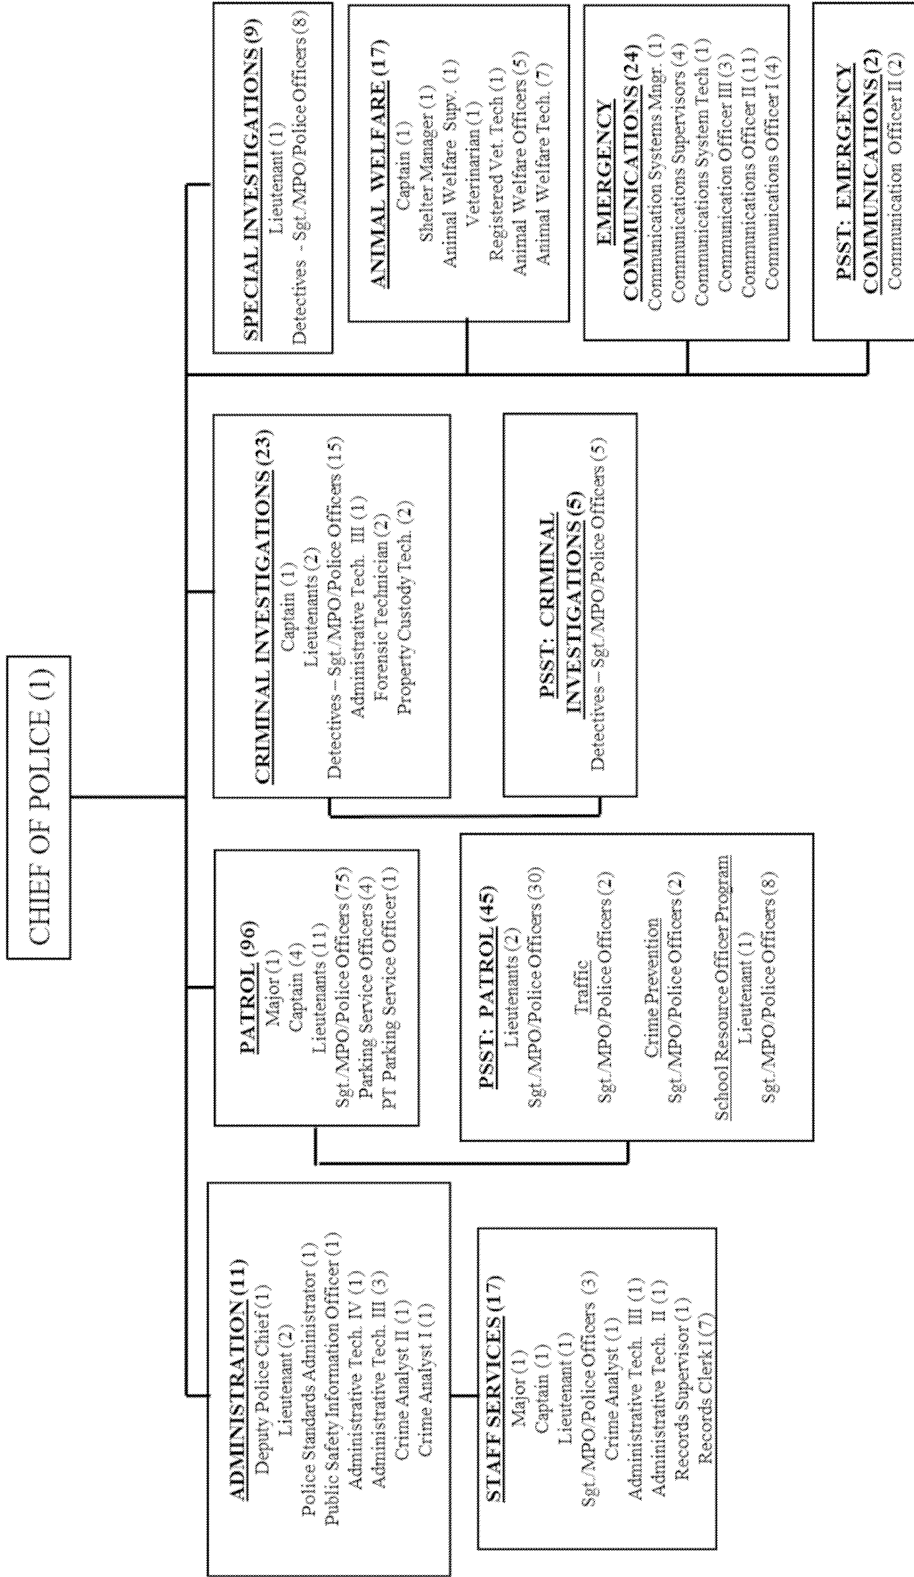 CHIEF OF POLICE (1)
ADMINISTRATION (11)
Deputy Police Chief (1)
Lieutenant (2)
Police Standards Administrator (1)
Public Safety Information Officer (1)
Administrative Tech. IV (1)
Administrative Tech. III (3)
Crime Analyst II (1)
Crime Analyst I (1)
STAFF SERVICES (17)
Major (1)
Captain (1)
Lieutenant (1)
Sgt./MPO/Police Officers (3)
Crime Analyst (1)
Administrative Tech. III (1)
Administrative Tech. II (1)
Records Supervisor (1)
Records Clerk I (7)
PATROL (96)
Major (1)
Captain (4)
Lieutenants (11)
Sgt./MPO/Police Officers (75)
Parking Service Officers (4)
PT Parking Service Officer (1)
PSST: PATROL (45)
Lieutenants (2)
Sgt./MPO/Police Officers (30)
Traffic
Sgt./MPO/Police Officers (2)
Crime Prevention
Sgt./MPO/Police Officers (2)
School Resource Officer Program
Lieutenant (1)
Sgt./MPO/Police Officers (8)
CRIMINAL INVESTIGATIONS (23)
Captain (1)
Lieutenants (2)
Detectives – Sgt./MPO/Police Officers (15)
Administrative Tech. III (1)
Forensic Technician (2)
Property Custody Tech. (2)
PSST: CRIMINAL
INVESTIGATIONS (5)
Detectives – Sgt./MPO/Police Officers (5)
SPECIAL INVESTIGATIONS (9)
Lieutenant (1)
Detectives - Sgt./MPO/Police Officers (8)
ANIMAL WELFARE (17)
Captain (1)
Shelter Manager (1)
Animal Welfare Supv. (1)
Veterinarian (1)
Registered Vet. Tech (1)
Animal Welfare Officers (5)
Animal Welfare Tech. (7)
EMERGENCY
COMMUNICATIONS (24)
Communication Systems Mngr. (1)
Communications Supervisors (4)
Communications System Tech (1)
Communication Officer III (3)
Communications Officer II (11)
Communications Officer I (4)
PSST: EMERGENCY
COMMUNICATIONS (2)
Communication Officer II (2)